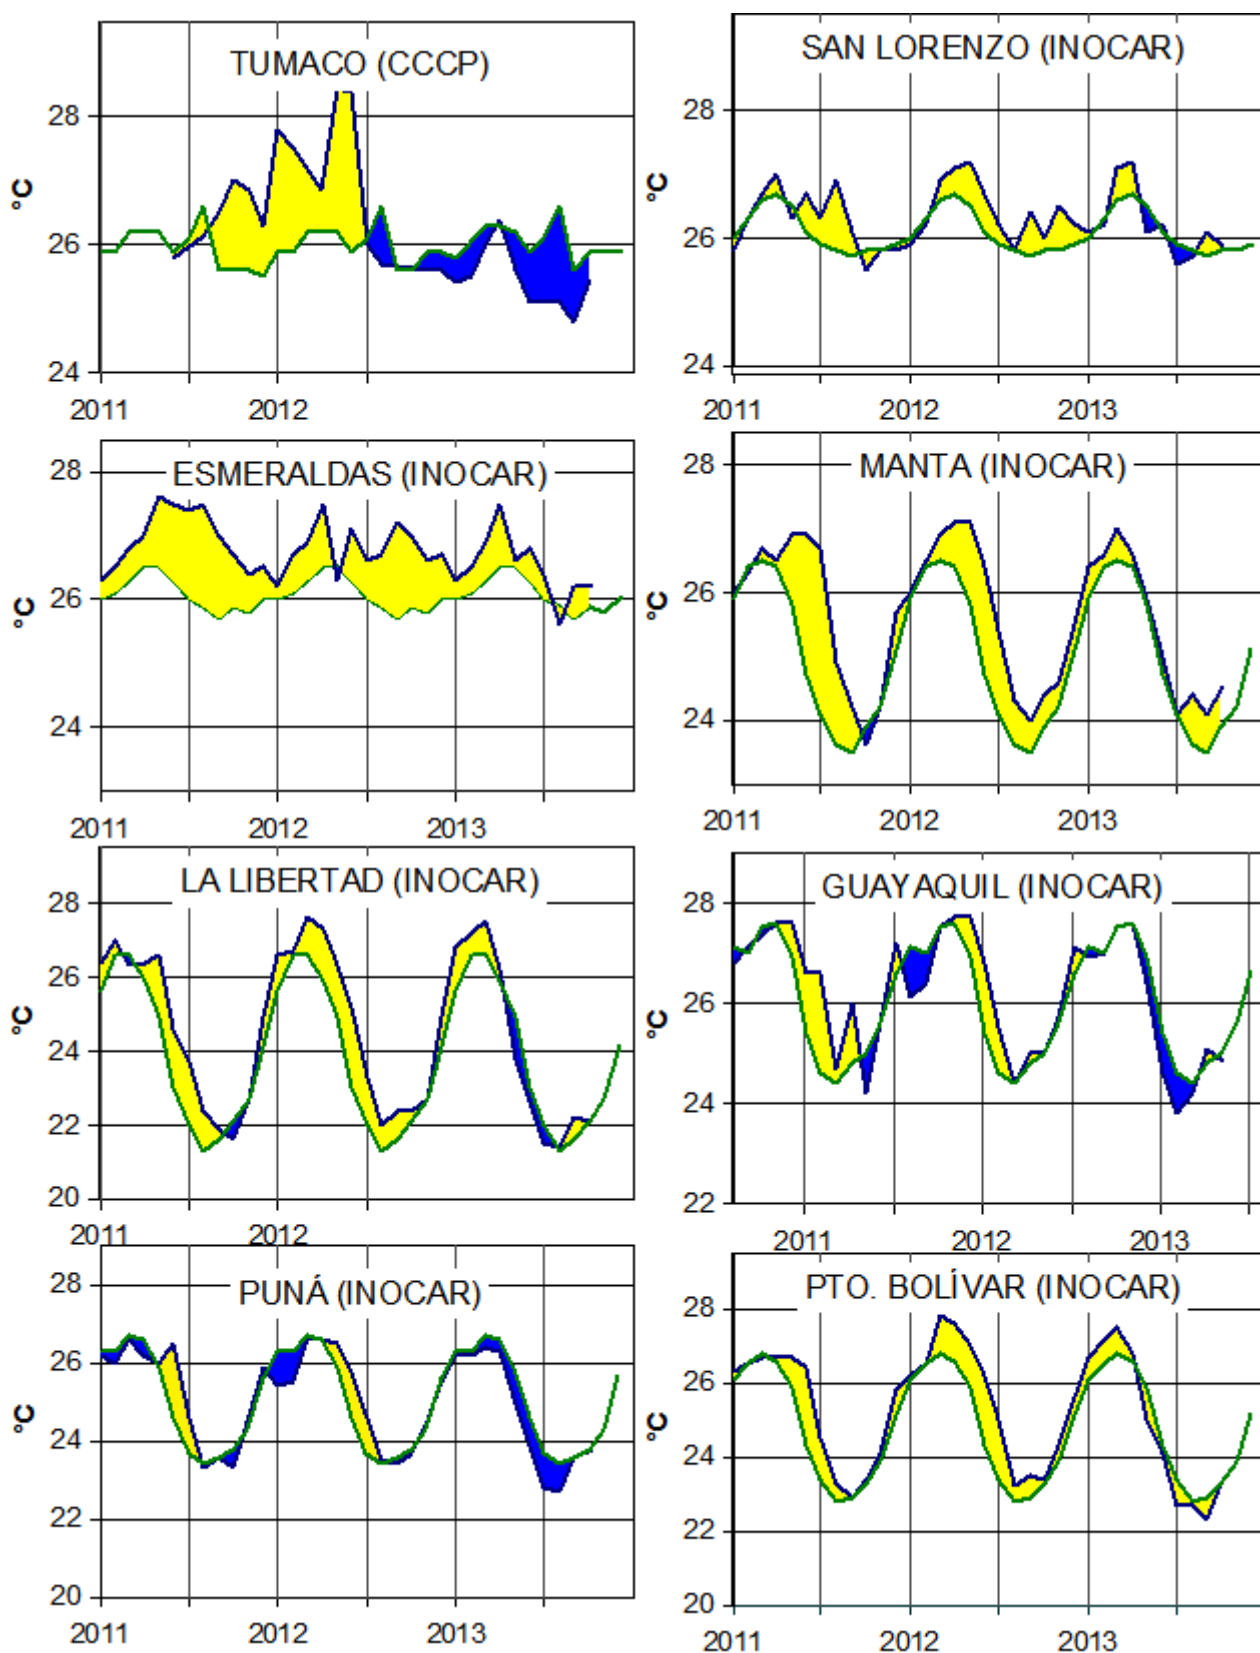 TUMACO (CCCP)
°C
28
26
24
2011 2012
SAN LORENZO (INOCAR)
°C
28
26
24
2011 2012 2013
ESMERALDAS (INOCAR)
°C
28
26
24
2011 2012 2013
MANTA (INOCAR)
°C
28
26
24
2011 2012 2013
LA LIBERTAD (INOCAR)
°C
28
26
24
22
20
2011 2012
GUAYAQUIL (INOCAR)
°C
28
26
24
22
2011 2012 2013
PUNÁ (INOCAR)
°C
28
26
24
22
20
2011 2012 2013
PTO. BOLÍVAR (INOCAR)
°C
28
26
24
22
20
2011 2012 2013